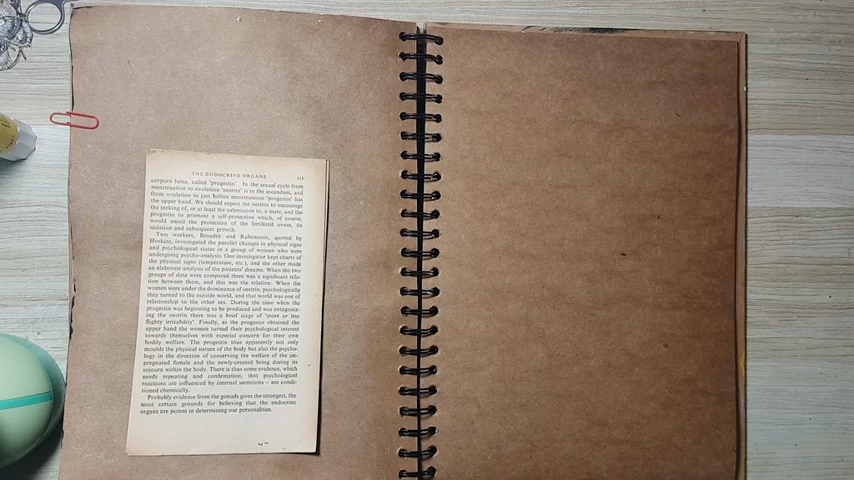 THE ENDOCRINE ORGANS
corpora lutea, called 'progestin'. In the sexual cycle from
menstruation to ovulation 'oestrin' is in the ascendant, and
from ovulation to just before menstruation 'progestin' has
the upper hand. We should expect the oestrin to encourage
the seeking of, or at least the submission to, a mate, and the
progestin to promote a self-protection which, of course,
would entail the protection of the fertilized ovum, its
nidation and subsequent growth.
Two workers, Benedek and Rubenstein, quoted by
Hoskins, investigated the parallel changes in physical signs
and psychological states in a group of women who were
undergoing psycho-analysis. One investigator kept charts of
the physical signs (temperature, etc.), and the other made
an elaborate analysis of the patients' dreams. When the two
groups of data were compared there was a significant rela-
tion between them, and this was the relation: When the
women were under the dominance of oestrin, psychologically
they turned to the outside world, and that world was one of
relationship to the other sex. During the time when the
progestin was beginning to be produced and was antagoniz-
ing the oestrin there was a brief stage of 'more or less
flighty irritability'. Finally, as the progestin obtained the
upper hand the women turned their psychological interest
towards themselves with especial concern for their own
bodily welfare. The progestin thus apparently not only
moulds the physical nature of the body but also the psycho-
logy in the direction of conserving the welfare of the im-
pregnated female and the newly-created being during its
sojourn within the body. There is thus some evidence, which
needs repeating and confirmation, that psychological
reactions are influenced by internal secretions – are condi-
tioned chemically.
Probably evidence from the gonads gives the strongest, the
most certain grounds for believing that the endocrine
organs are potent in determining our personalities.